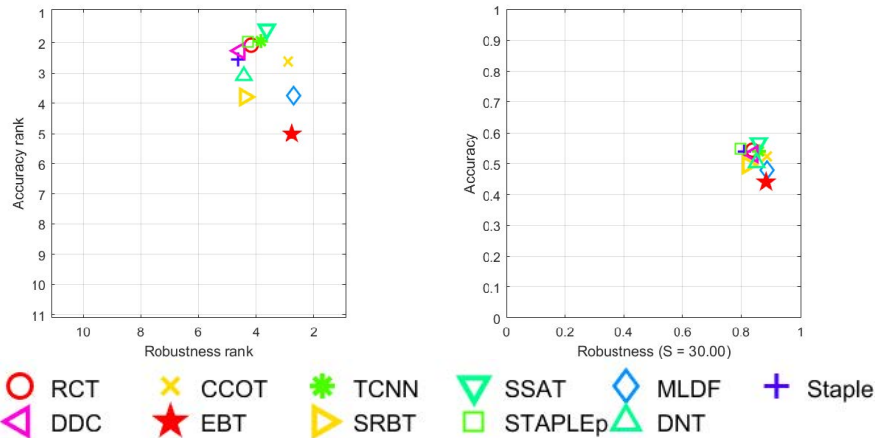 1
2
3
4
5
6
7
8
9
10
11
Accuracy rank
10 8 6 4 2
Robustness rank
1
0.9
0.8
0.7
0.6
0.5
0.4
0.3
0.2
0.1
0
Accuracy
0 0.2 0.4 0.6 0.8 1
Robustness (S = 30.00)
RCT CCOT TCNN SSAT MLDF Staple
DDC EBT SRBT STAPLEp DNT